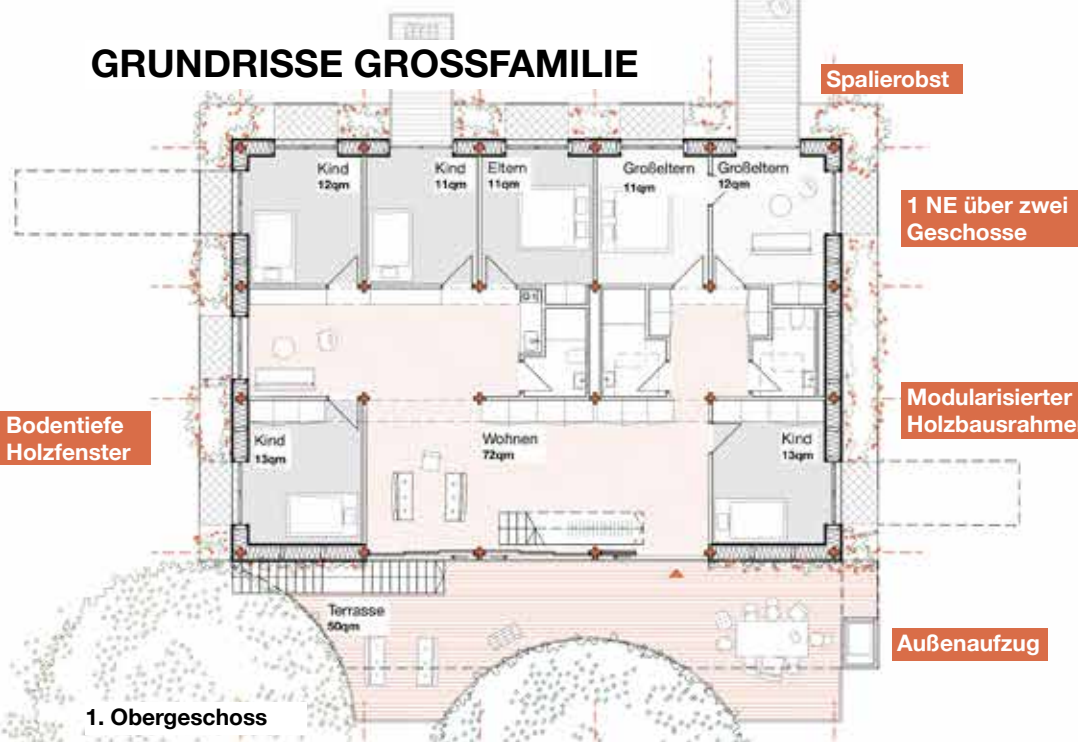 GRUNDRISSE GROSSFAMILIE
Spalierobst
Kind
12qm
Kind
11qm
Eltern
11qm
Großeltern
11qm
Großeltern
12qm
1 NE über zwei
Geschosse
Bodentiefe
Holzfenster
Kind
13qm
Wohnen
72qm
Kind
13qm
Modularisierter
Holzbausrahme
Terrasse
50qm
Außenaufzug
1. Obergeschoss